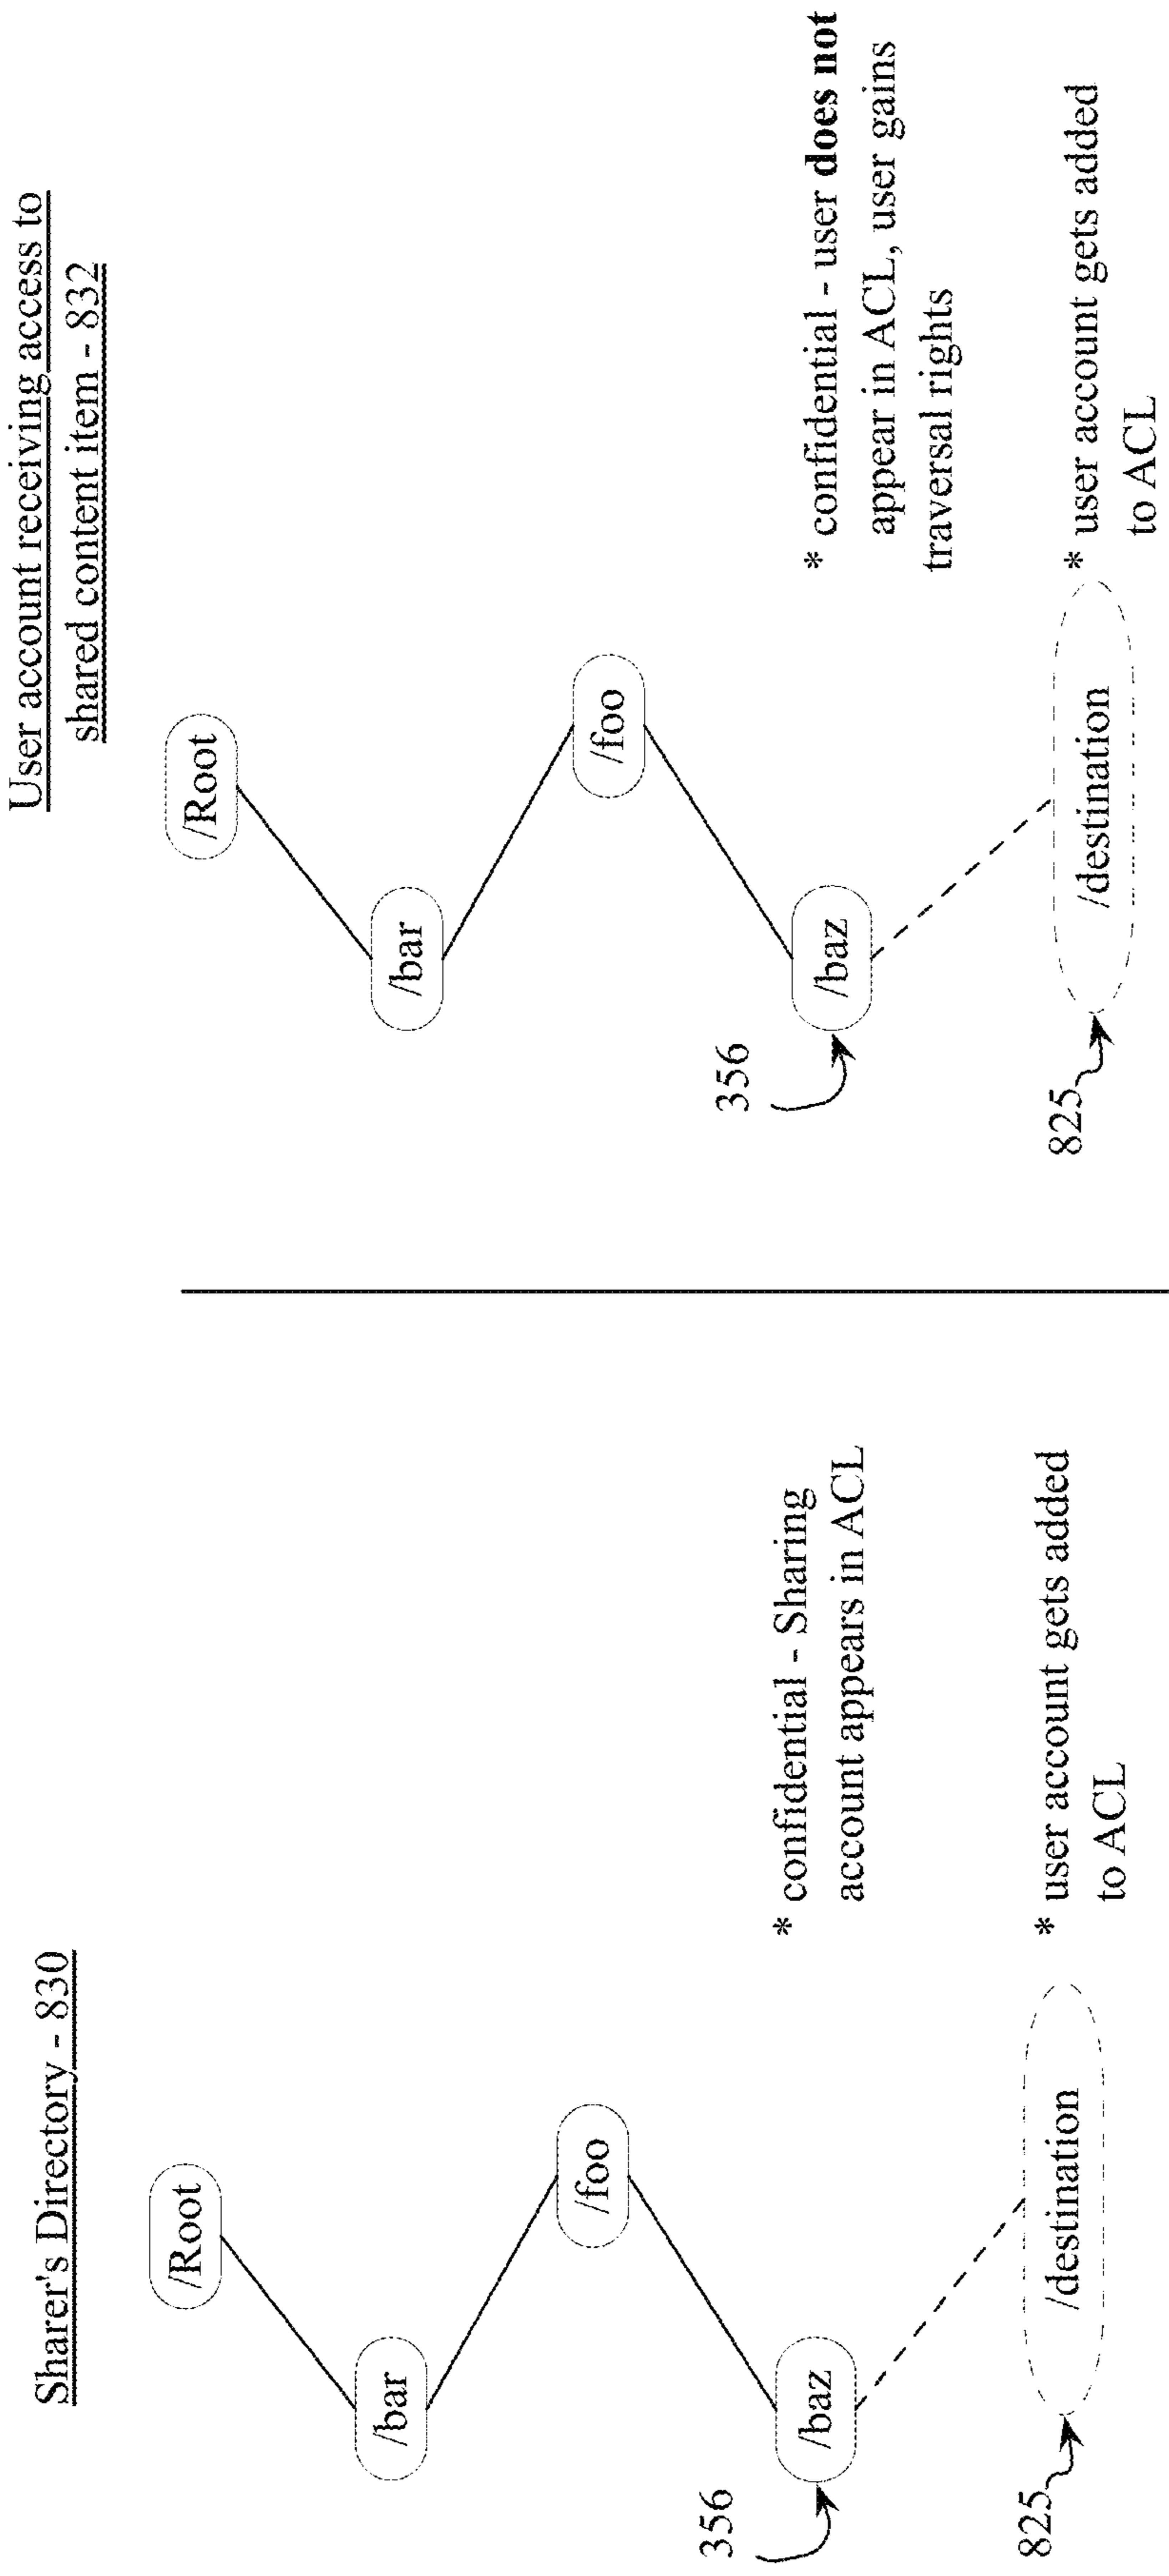 Sharer's Directory - 830
/Root
/bar
/foo
356
/baz
* confidential - Sharing
account appears in ACL
825
/destination
* user account gets added
to ACL
User account receiving access to
shared content item - 832
/Root
/bar
/foo
356
/baz
* confidential - user does not
appear in ACL, user gains
traversal rights
825
/destination
* user account gets added
to ACL